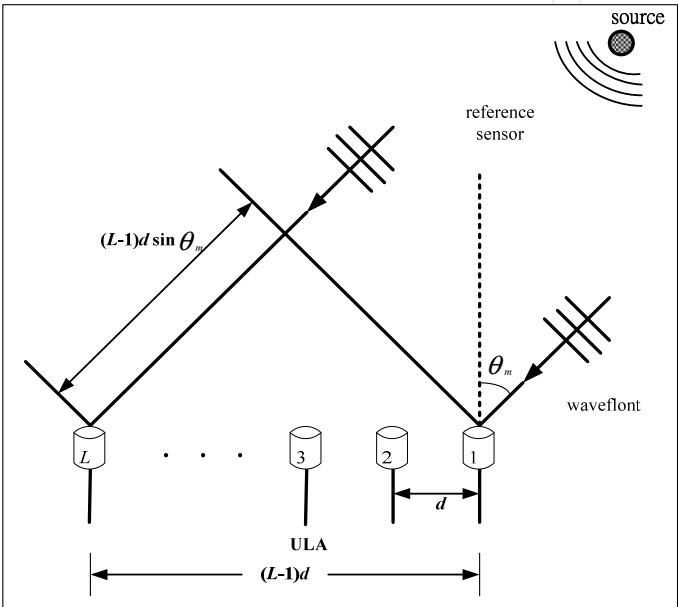 source
reference
sensor
(L-1)d sin θm
θm
waveflont
L . . . 3 2 1
d
ULA
(L-1)d